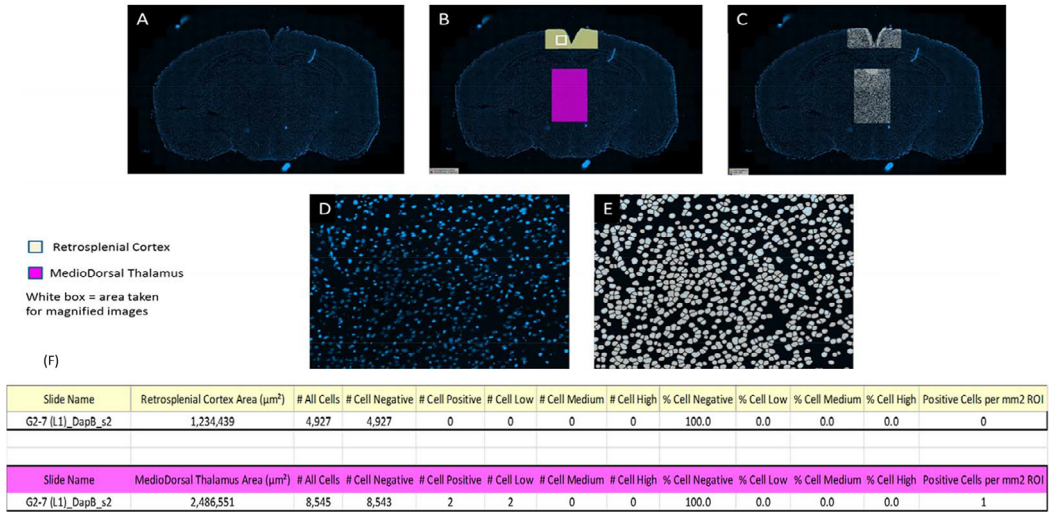 A
B
C
D
E
Retrosplenial Cortex
MedioDorsal Thalamus
White box = area taken
for magnified images
(F)
Slide Name Retrosplenial Cortex Area (µm²) # All Cells # Cell Negative # Cell Positive # Cell Low # Cell Medium # Cell High % Cell Negative % Cell Low % Cell Medium % Cell High Positive Cells per mm2 ROI
G2-7 (L1)_DapB_s2 1,234,439 4,927 4,927 0 0 0 0 100.0 0.0 0.0 0.0 0
Slide Name MedioDorsal Thalamus Area (µm²) # All Cells # Cell Negative # Cell Positive # Cell Low # Cell Medium # Cell High % Cell Negative % Cell Low % Cell Medium % Cell High Positive Cells per mm2 ROI
G2-7 (L1)_DapB_s2 2,486,551 8,545 8,543 2 2 0 0 100.0 0.0 0.0 0.0 1